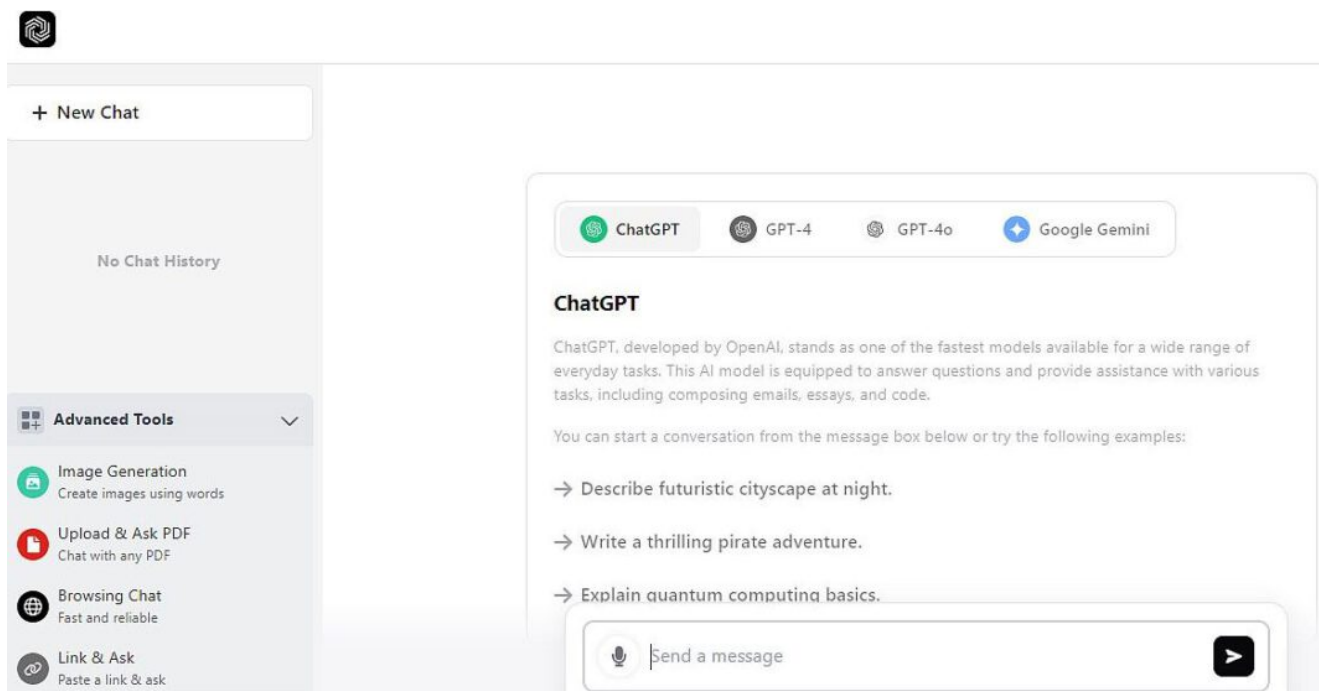 + New Chat
No Chat History
Advanced Tools
Image Generation
Create images using words
Upload & Ask PDF
Chat with any PDF
Browsing Chat
Fast and reliable
Link & Ask
Paste a link & ask
ChatGPT
GPT-4
GPT-4o
Google Gemini
ChatGPT
ChatGPT, developed by OpenAI, stands as one of the fastest models available for a wide range of
everyday tasks. This AI model is equipped to answer questions and provide assistance with various
tasks, including composing emails, essays, and code.
You can start a conversation from the message box below or try the following examples:
→ Describe futuristic cityscape at night.
→ Write a thrilling pirate adventure.
→ Explain quantum computing basics.
Send a message